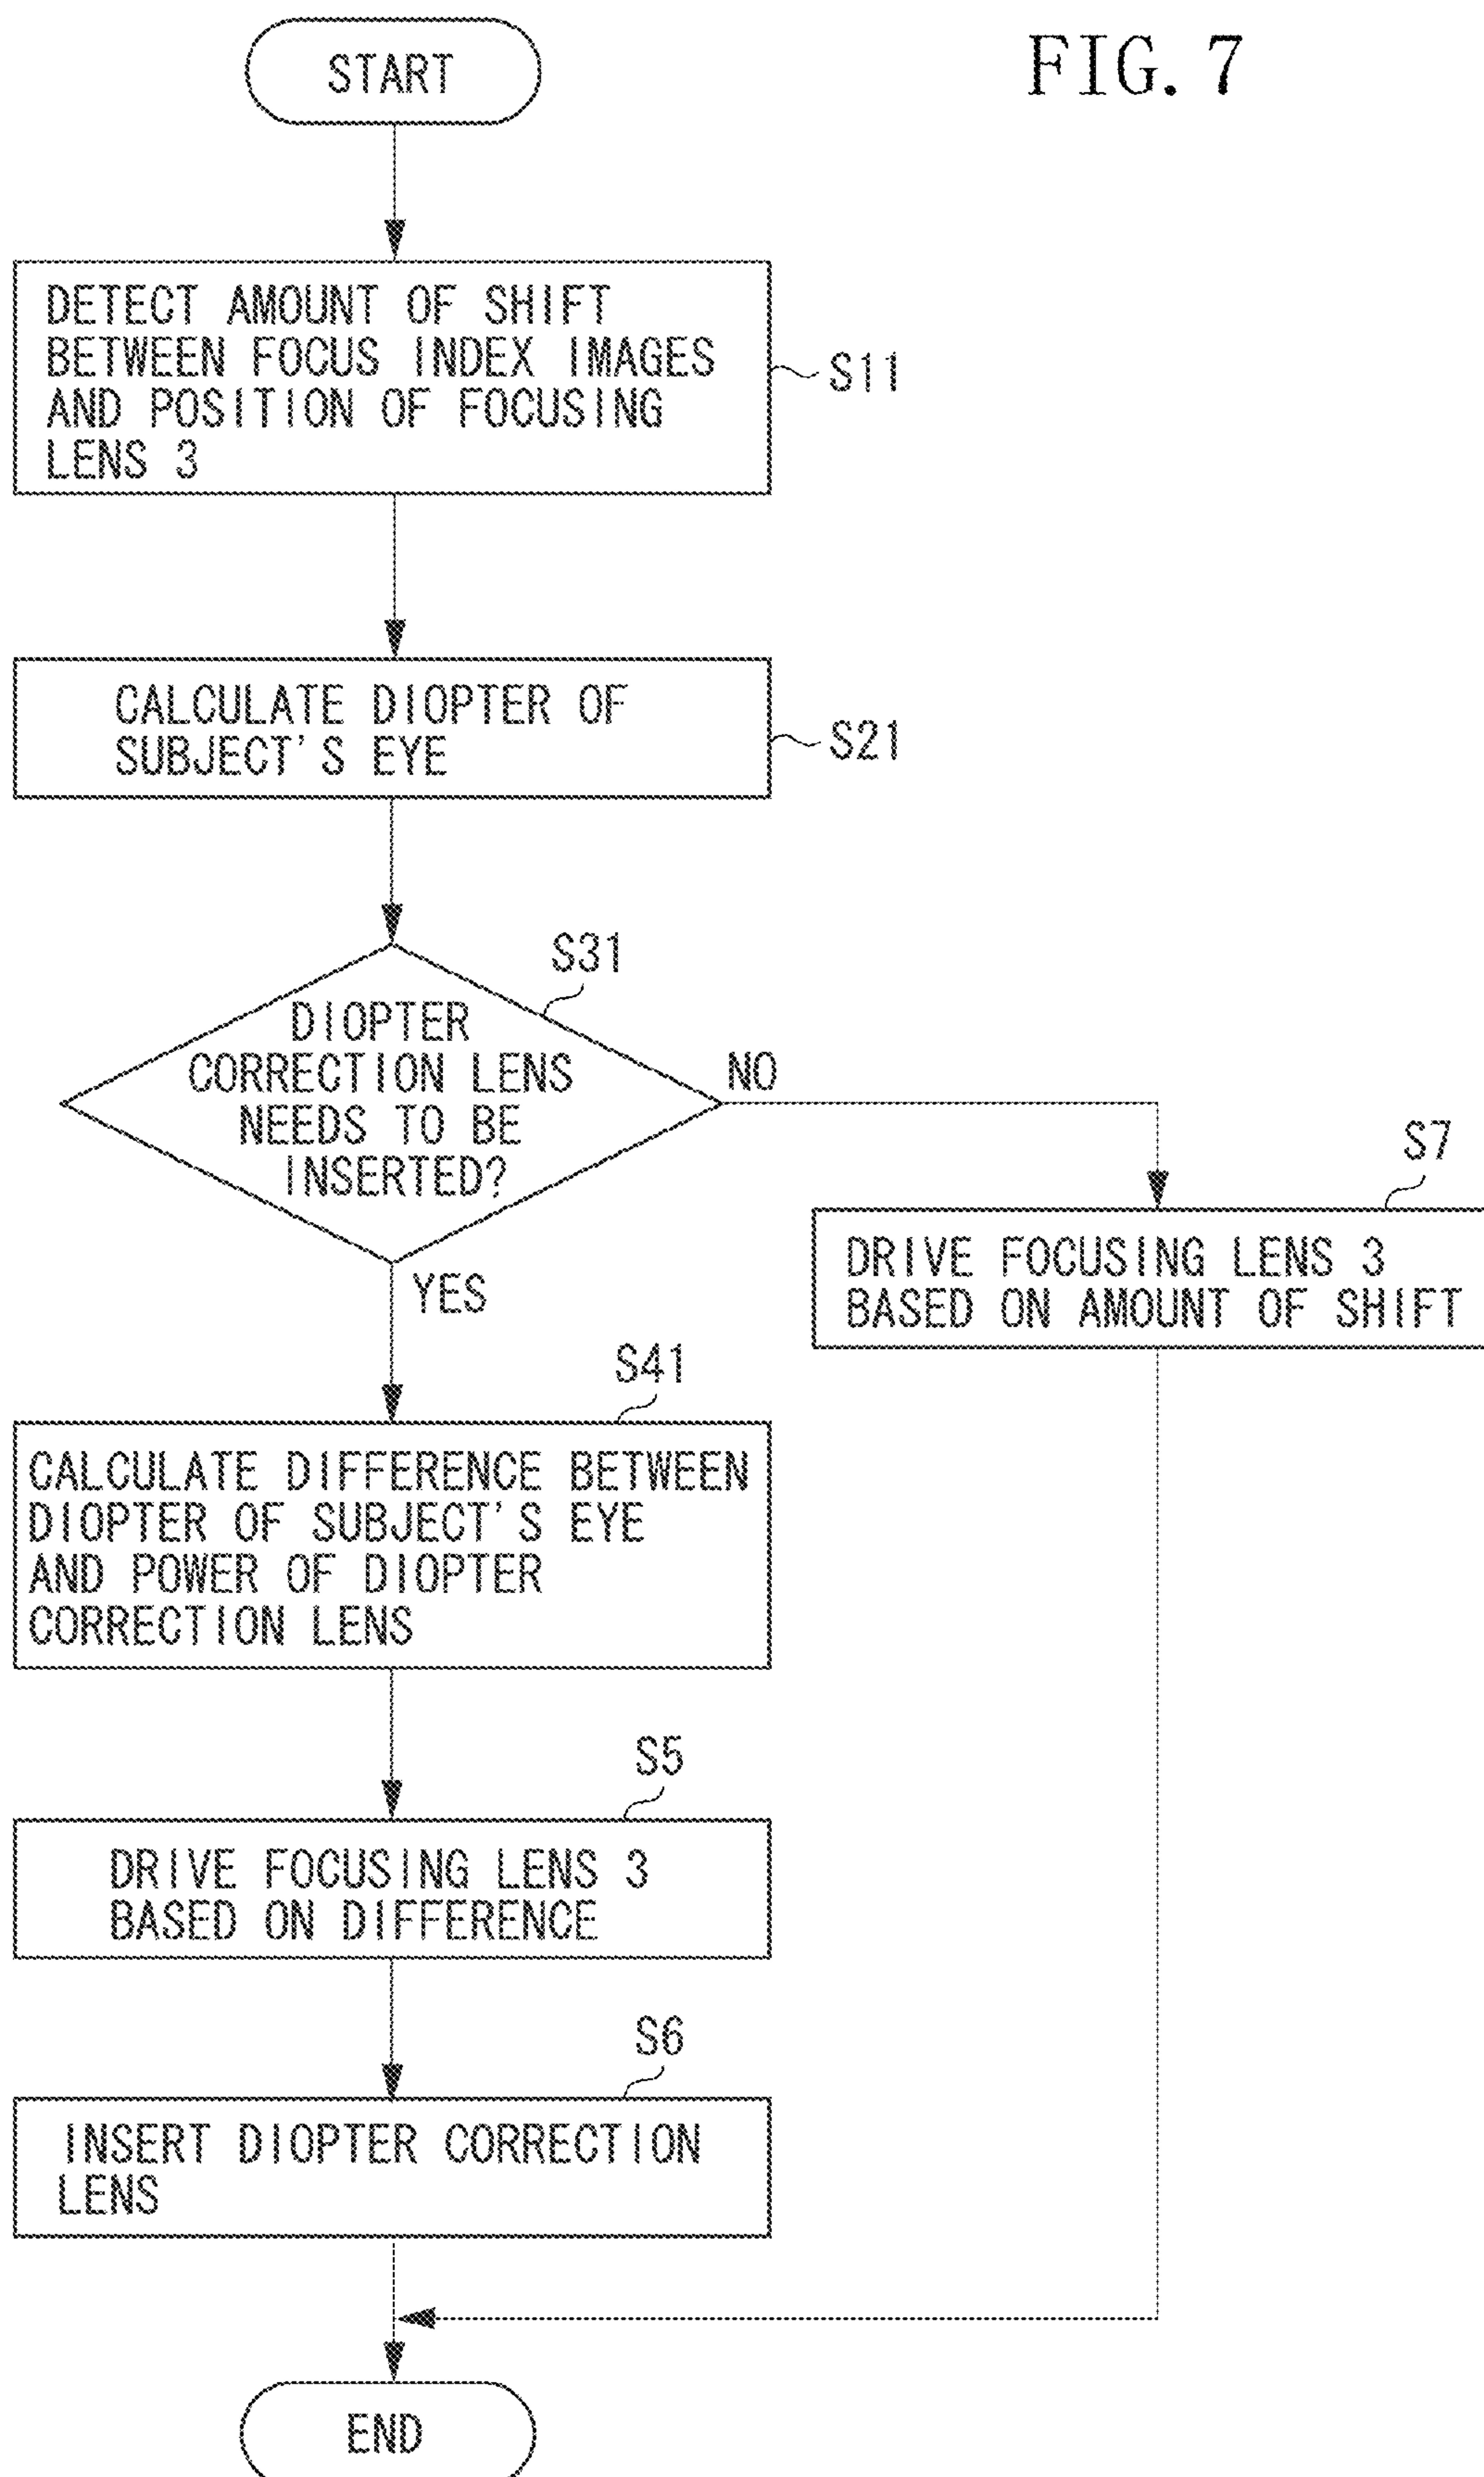 START
FIG. 7
DETECT AMOUNT OF SHIFT
BETWEEN FOCUS INDEX IMAGES
AND POSITION OF FOCUSING
LENS 3
S11
CALCULATE DIOPTER OF
SUBJECT'S EYE
S21
S31
DIOPTER
CORRECTION LENS
NEEDS TO BE
INSERTED?
NO
YES
S7
DRIVE FOCUSING LENS 3
BASED ON AMOUNT OF SHIFT
S41
CALCULATE DIFFERENCE BETWEEN
DIOPTER OF SUBJECT'S EYE
AND POWER OF DIOPTER
CORRECTION LENS
S5
DRIVE FOCUSING LENS 3
BASED ON DIFFERENCE
S6
INSERT DIOPTER CORRECTION
LENS
END